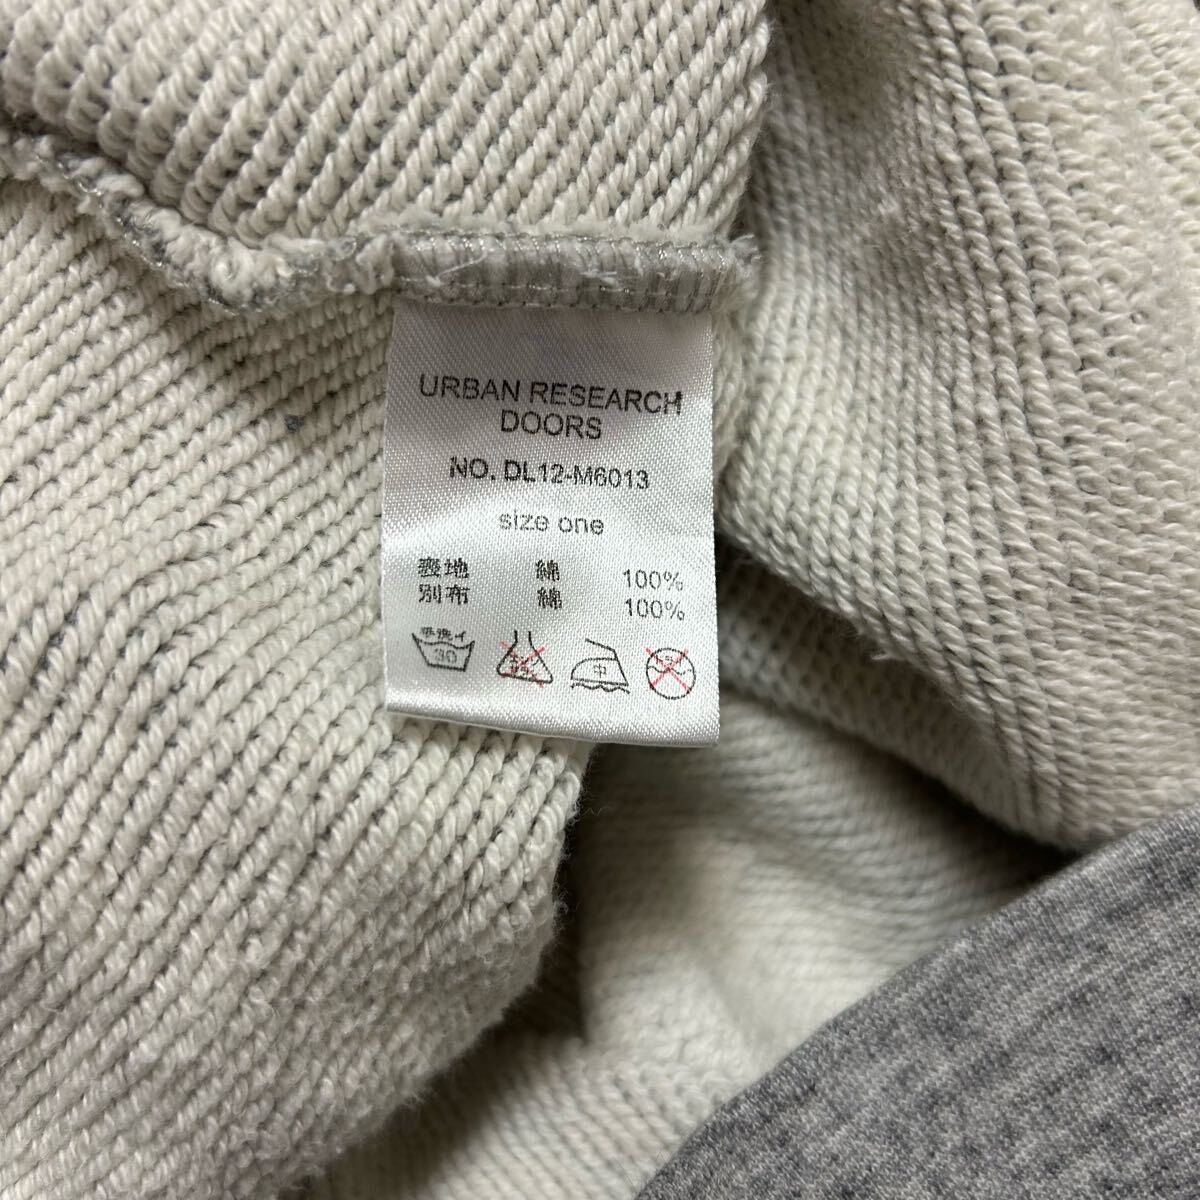 URBAN RESEARCH
DOORS
NO. DL12-M6013
size one
表地 綿 100%
別布 綿 100%
手洗イ
30